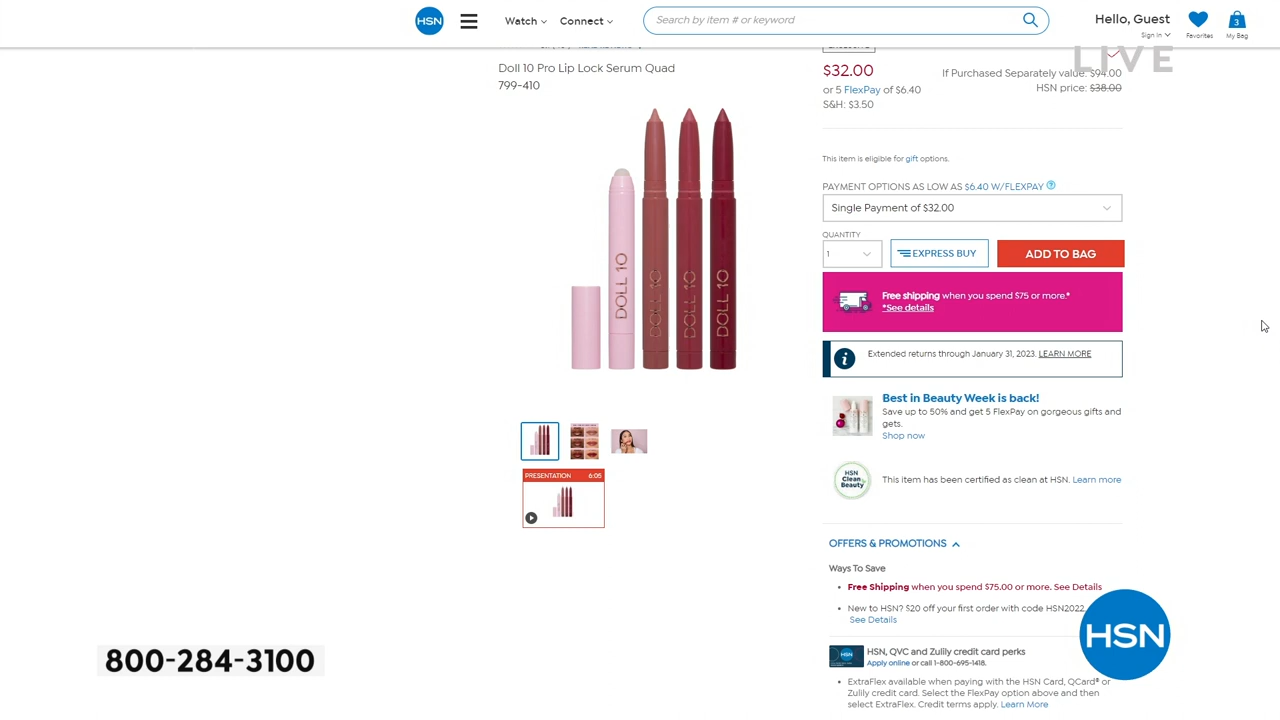 HSN
Watch
Connect
Search by item # or keyword
Hello, Guest
Sign in
Favorites
3
My Bag
LIVE
Doll 10 Pro Lip Lock Serum Quad
799-410
$32.00
or 5 FlexPay of $6.40
S&H: $3.50
If Purchased Separately value: $94.00
HSN price: $38.00
This item is eligible for gift options.
PAYMENT OPTIONS AS LOW AS $6.40 W/FLEXPAY ?
Single Payment of $32.00
QUANTITY
1
EXPRESS BUY
ADD TO BAG
Free shipping when you spend $75 or more.*
*See details
Extended returns through January 31, 2023. LEARN MORE
DOLL 10
DOLL 10
DOLL 10
DOLL 10
Best in Beauty Week is back!
Save up to 50% and get 5 FlexPay on gorgeous gifts and
gets.
Shop now
PRESENTATION 6:05
HSN
Clean
Beauty
This item has been certified as clean at HSN. Learn more
OFFERS & PROMOTIONS
Ways To Save
Free Shipping when you spend $75.00 or more. See Details
New to HSN? $20 off your first order with code HSN2022.
See Details
HSN
HSN, QVC and Zulily credit card perks
Apply online or call 1-800-695-1418.
ExtraFlex available when paying with the HSN Card, QCard® or
Zulily credit card. Select the FlexPay option above and then
select ExtraFlex. Credit terms apply. Learn More
800-284-3100
HSN